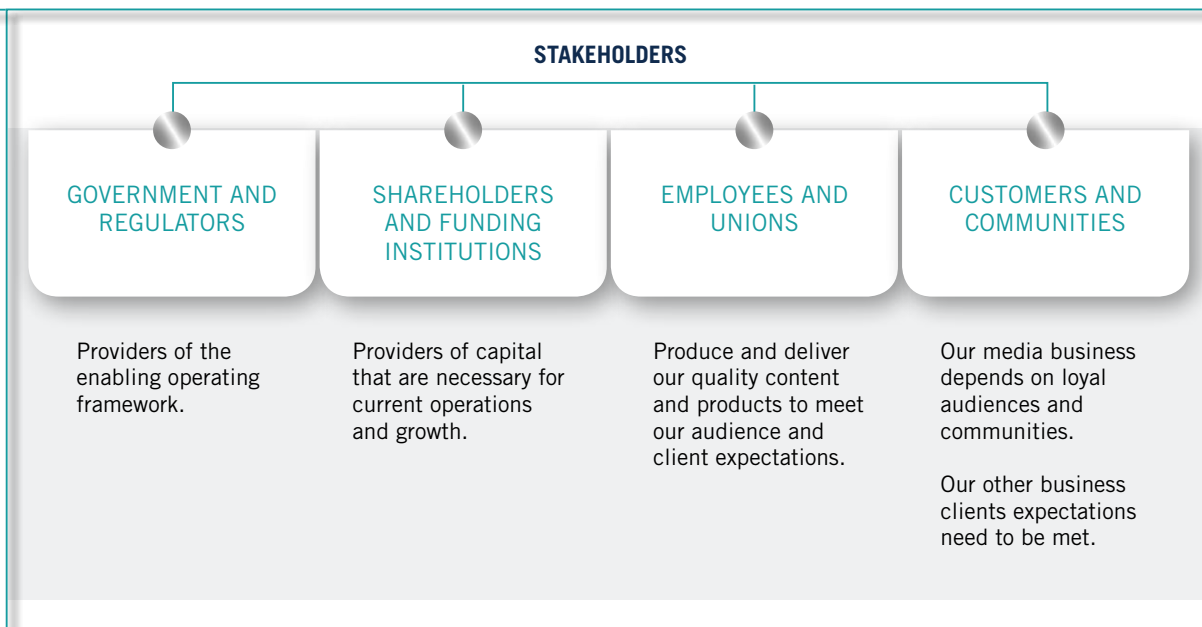 STAKEHOLDERS
GOVERNMENT AND
REGULATORS
SHAREHOLDERS
AND FUNDING
INSTITUTIONS
EMPLOYEES AND
UNIONS
CUSTOMERS AND
COMMUNITIES
Providers of the
enabling operating
framework.
Providers of capital
that are necessary for
current operations
and growth.
Produce and deliver
our quality content
and products to meet
our audience and
client expectations.
Our media business
depends on loyal
audiences and
communities.
Our other business
clients expectations
need to be met.